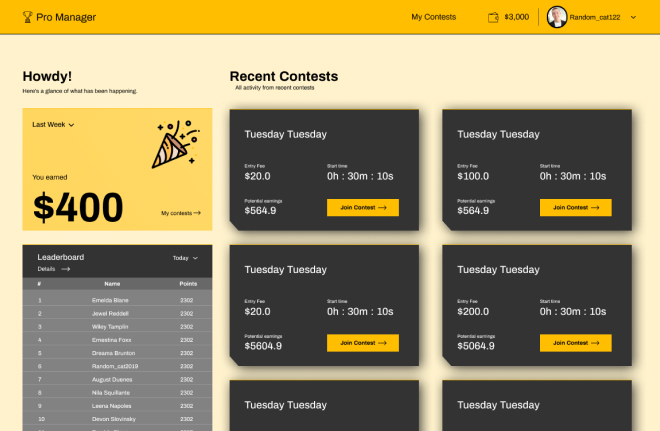 Pro Manager
My Contests
$3,000
Random_cat122
Howdy!
Here's a glance of what has been happening.
Last Week
You earned
$400
My contests
Leaderboard
Today
Details
# Name Points
1 Emelda Blane 2302
2 Jewel Reddell 2302
3 Wiley Tamplin 2302
4 Ernestina Foxx 2302
5 Dreama Brunton 2302
6 Random_cat2019 2302
7 August Duenes 2302
8 Nila Squillante 2302
9 Leena Napoles 2302
10 Devon Slovinsky 2302
Recent Contests
All activity from recent contests
Tuesday Tuesday
Entry Fee
$20.0
Start time
0h : 30m : 10s
Potential earnings
$564.9
Join Contest
Tuesday Tuesday
Entry Fee
$100.0
Start time
0h : 30m : 10s
Potential earnings
$564.9
Join Contest
Tuesday Tuesday
Entry Fee
$20.0
Start time
0h : 30m : 10s
Potential earnings
$5604.9
Join Contest
Tuesday Tuesday
Entry Fee
$200.0
Start time
0h : 30m : 10s
Potential earnings
$5064.9
Join Contest
Tuesday Tuesday
Tuesday Tuesday